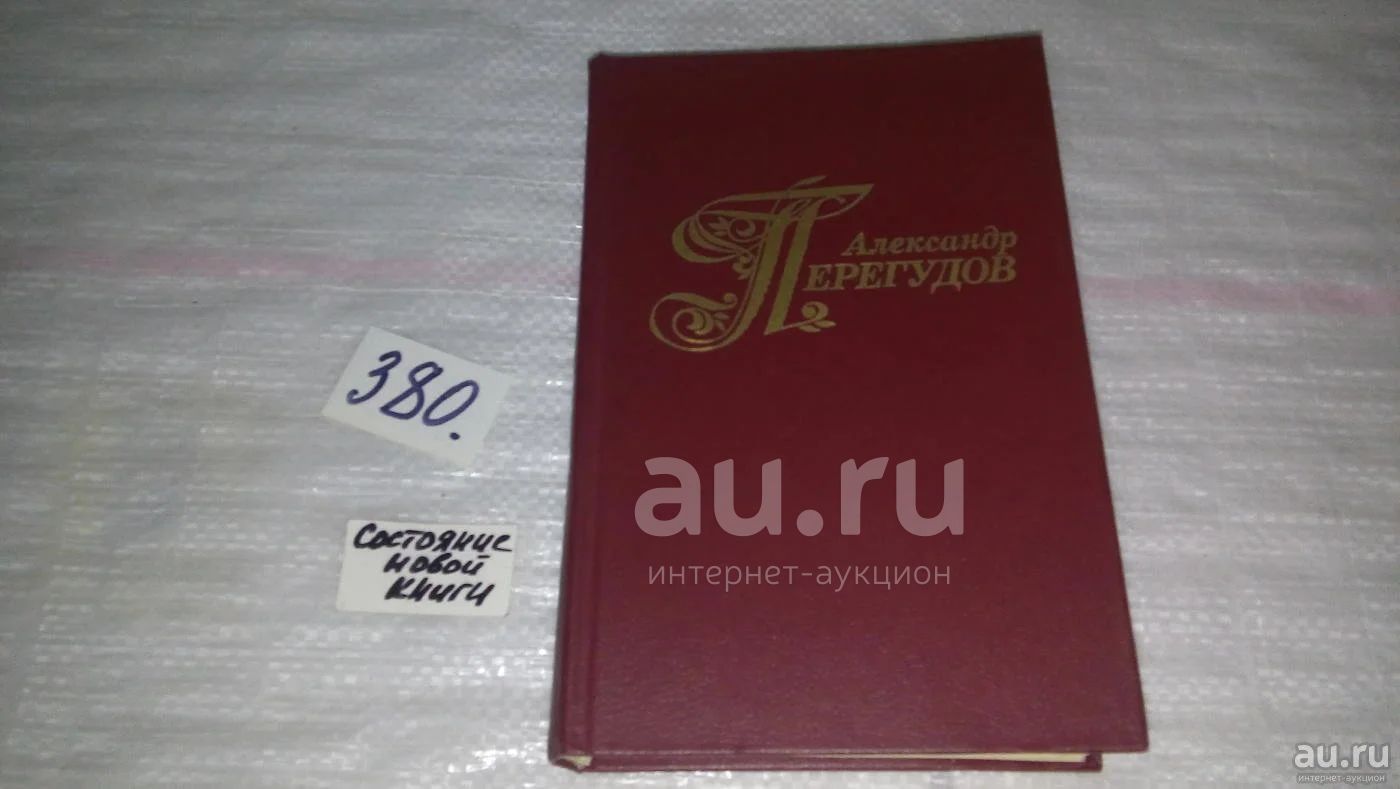 Александр
ПЕРЕГУДОВ
380.
Состояние
новой
книги
au.ru
интернет-аукцион
au.ru
интернет-аукцион